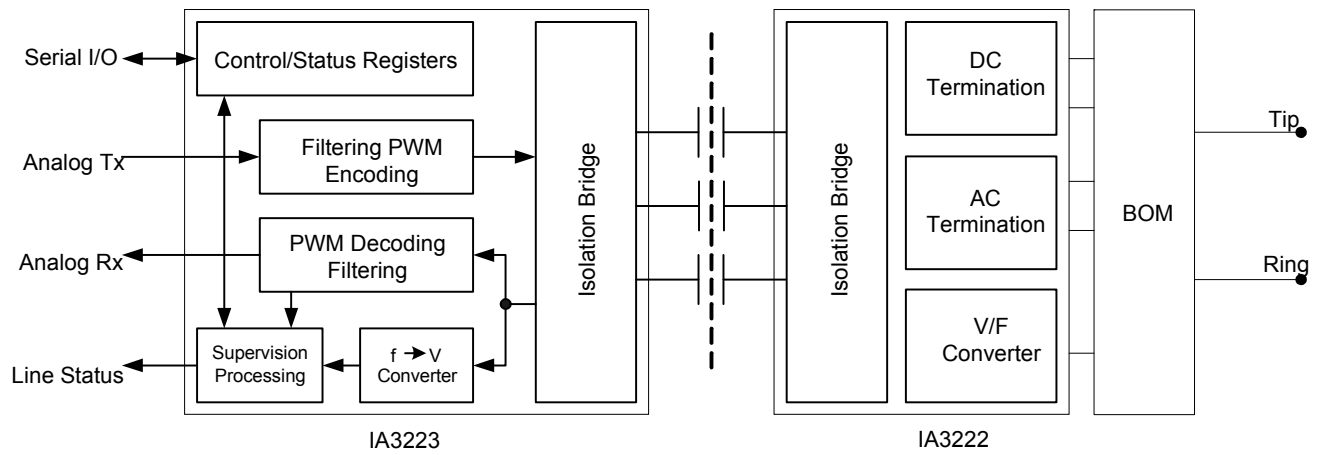 Serial I/O
Control/Status Registers
Analog Tx
Filtering PWM
Encoding
Analog Rx
PWM Decoding
Filtering
Line Status
Supervision
Processing
f → V
Converter
Isolation Bridge
IA3223
Isolation Bridge
DC
Termination
AC
Termination
V/F
Converter
IA3222
BOM
Tip
Ring